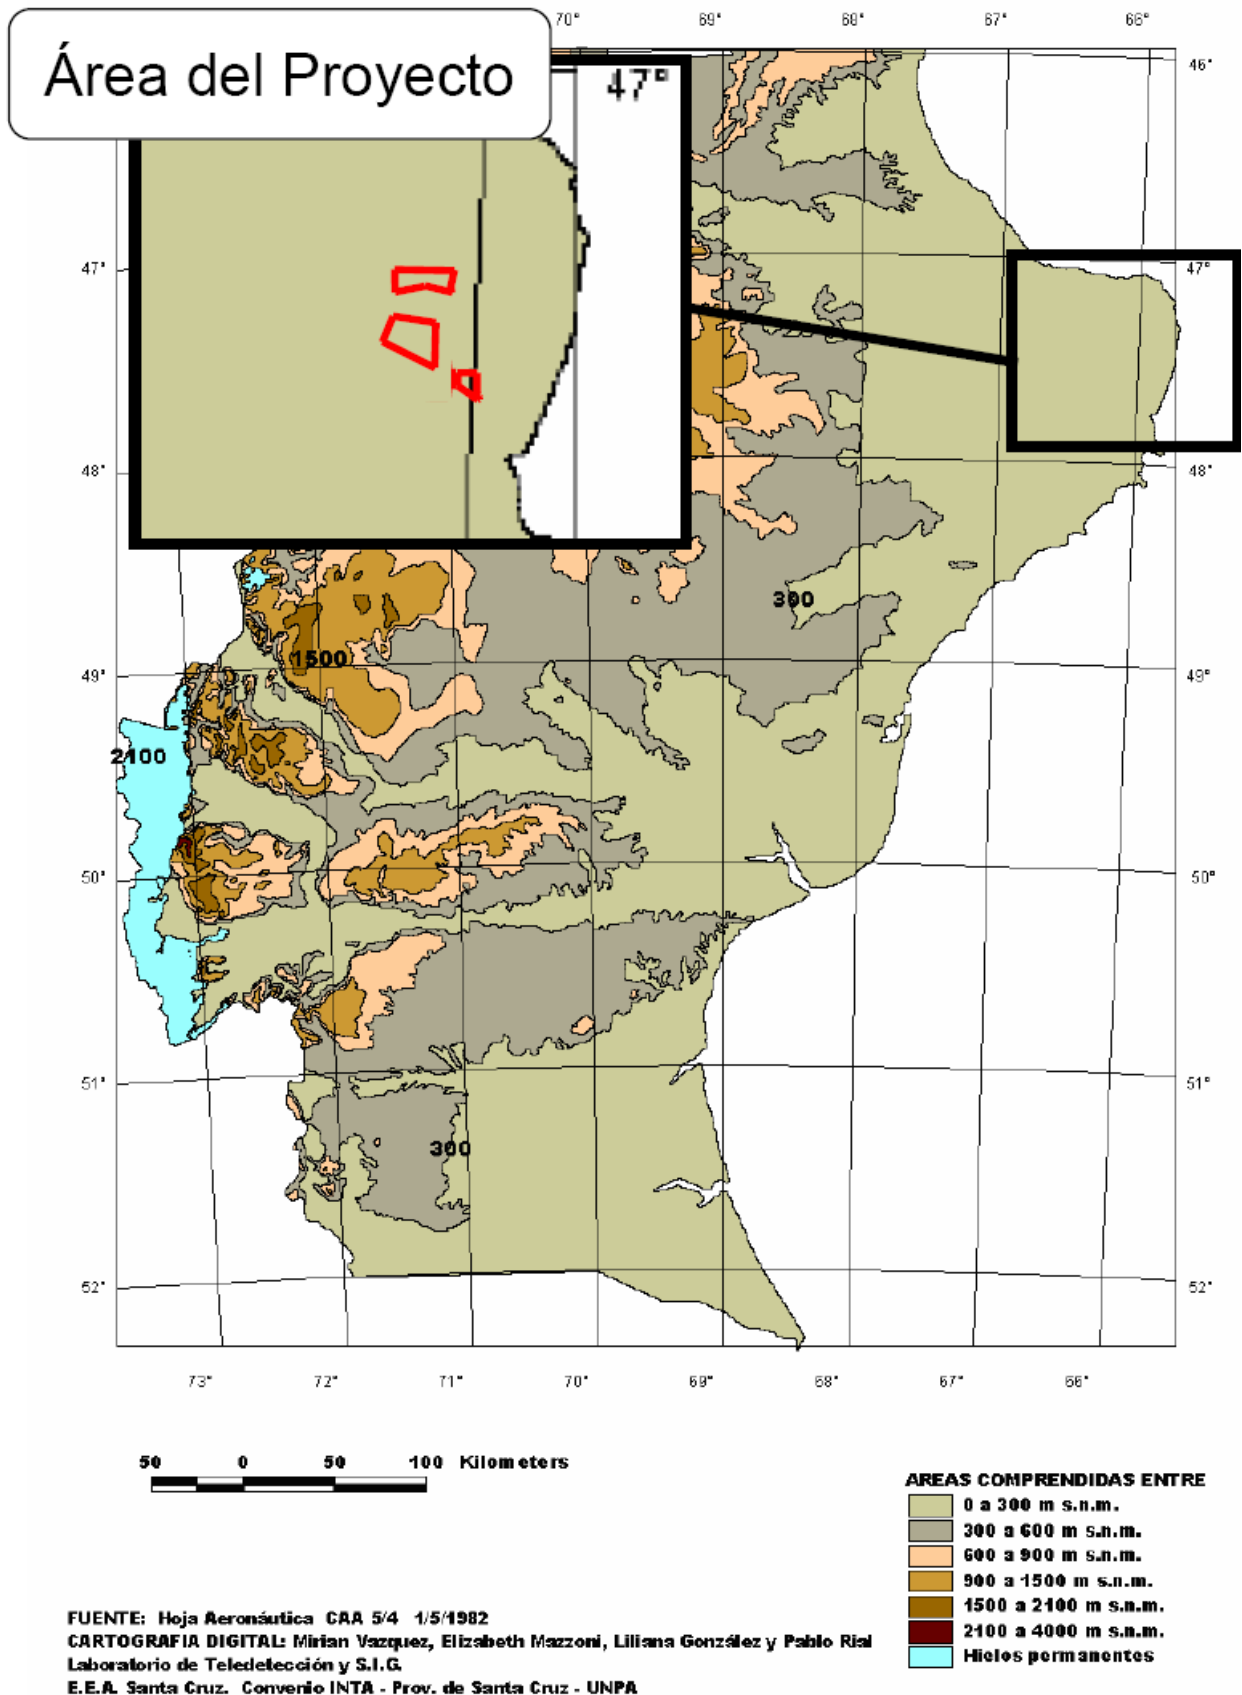 70° 69° 68° 67° 66°
Área del Proyecto
47°
46°
47° 47°
48° 48°
300
1500
49° 49°
2100
50° 50°
51° 51°
300
52° 52°
73° 72° 71° 70° 69° 68° 67° 66°
50 0 50 100 Kilometers
AREAS COMPRENDIDAS ENTRE
0 a 300 m s.n.m.
300 a 600 m s.n.m.
600 a 900 m s.n.m.
900 a 1500 m s.n.m.
1500 a 2100 m s.n.m.
2100 a 4000 m s.n.m.
Hielos permanentes
FUENTE: Hoja Aeronáutica CAA 5/4 1/5/1982
CARTOGRAFIA DIGITAL: Mirian Vazquez, Elizabeth Mazzoni, Liliana González y Pablo Rial
Laboratorio de Teledetección y S.I.G.
E.E.A. Santa Cruz. Convenio INTA - Prov. de Santa Cruz - UNPA